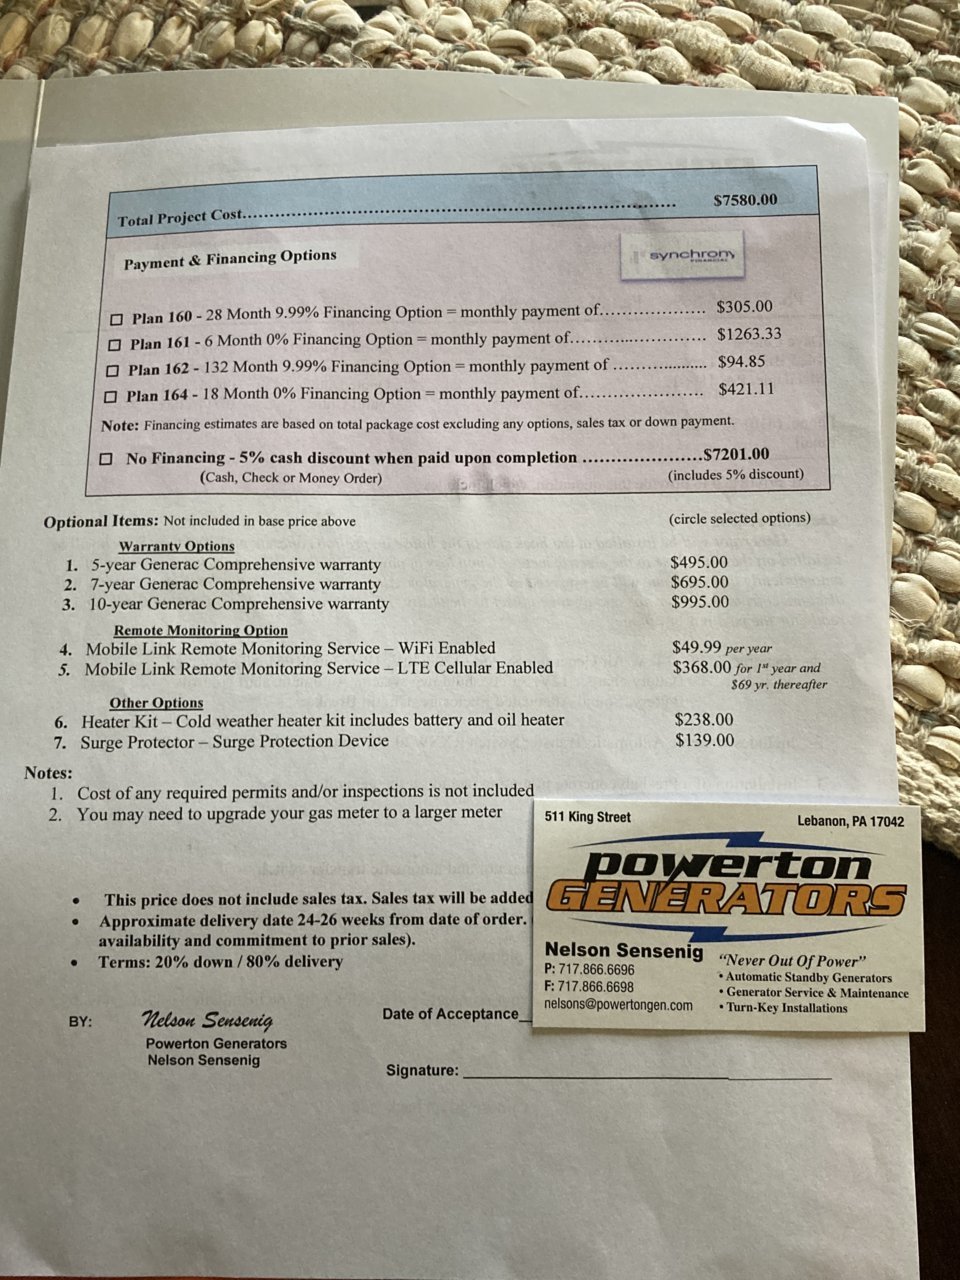 Total Project Cost................................................................................. $7580.00
Payment & Financing Options
synchrony
FINANCIAL
☐ Plan 160 - 28 Month 9.99% Financing Option = monthly payment of................... $305.00
☐ Plan 161 - 6 Month 0% Financing Option = monthly payment of......................... $1263.33
☐ Plan 162 - 132 Month 9.99% Financing Option = monthly payment of ................. $94.85
☐ Plan 164 - 18 Month 0% Financing Option = monthly payment of....................... $421.11
Note: Financing estimates are based on total package cost excluding any options, sales tax or down payment.
☐ No Financing - 5% cash discount when paid upon completion ......................$7201.00
(Cash, Check or Money Order) (includes 5% discount)
Optional Items: Not included in base price above (circle selected options)
Warranty Options
1. 5-year Generac Comprehensive warranty $495.00
2. 7-year Generac Comprehensive warranty $695.00
3. 10-year Generac Comprehensive warranty $995.00
Remote Monitoring Option
4. Mobile Link Remote Monitoring Service – WiFi Enabled $49.99 per year
5. Mobile Link Remote Monitoring Service – LTE Cellular Enabled $368.00 for 1st year and
$69 yr. thereafter
Other Options
6. Heater Kit – Cold weather heater kit includes battery and oil heater $238.00
7. Surge Protector – Surge Protection Device $139.00
Notes:
1. Cost of any required permits and/or inspections is not included
2. You may need to upgrade your gas meter to a larger meter
• This price does not include sales tax. Sales tax will be added
• Approximate delivery date 24-26 weeks from date of order.
availability and commitment to prior sales).
• Terms: 20% down / 80% delivery
BY: Nelson Sensenig
Powerton Generators
Nelson Sensenig
Date of Acceptance_
Signature: ____________________
511 King Street Lebanon, PA 17042
powerton
GENERATORS
Nelson Sensenig
P: 717.866.6696
F: 717.866.6698
nelsons@powertongen.com
"Never Out Of Power"
• Automatic Standby Generators
• Generator Service & Maintenance
• Turn-Key Installations